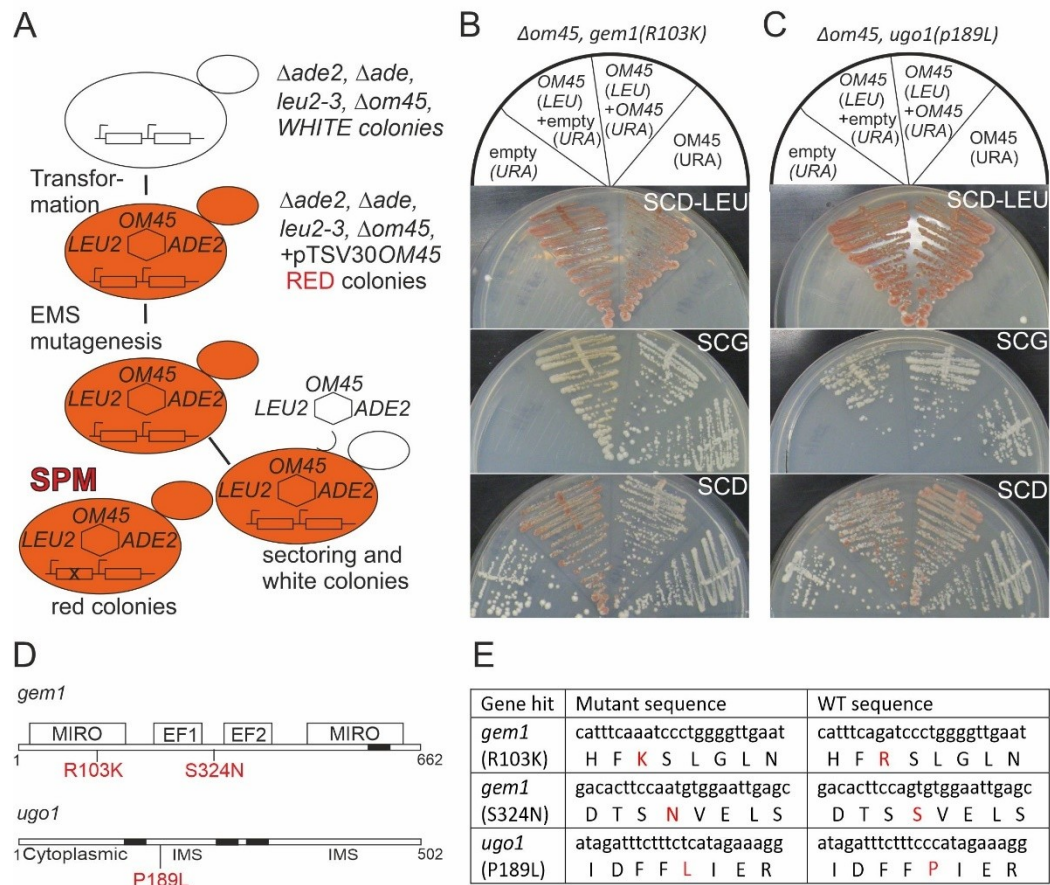 A
Δade2, Δade,
leu2-3, Δom45,
WHITE colonies
Transfor-
mation
OM45
LEU2 ADE2
Δade2, Δade,
leu2-3, Δom45,
+pTSV30OM45
RED colonies
EMS
mutagenesis
OM45
LEU2 ADE2
OM45
LEU2 ADE2
SPM
OM45
LEU2 ADE2
x
red colonies
OM45
LEU2 ADE2
sectoring and
white colonies
B
Δom45, gem1(R103K)
empty
(URA)
OM45
(LEU)
+empty
(URA)
OM45
(LEU)
+OM45
(URA)
OM45
(URA)
SCD-LEU
SCG
SCD
C
Δom45, ugo1(p189L)
empty
(URA)
OM45
(LEU)
+empty
(URA)
OM45
(LEU)
+OM45
(URA)
OM45
(URA)
SCD-LEU
SCG
SCD
D
gem1
MIRO EF1 EF2 MIRO
1 662
R103K S324N
ugo1
1 Cytoplasmic IMS IMS 502
P189L
E
Gene hit Mutant sequence WT sequence
gem1 catttcaaatccctggggttgaat catttcagatccctggggttgaat
(R103K) H F K S L G L N H F R S L G L N
gem1 gacacttccaatgtggaattgagc gacacttccagtgtggaattgagc
(S324N) D T S N V E L S D T S S V E L S
ugo1 atagatttctttctcatagaaagg atagatttctttcccatagaaagg
(P189L) I D F F L I E R I D F F P I E R